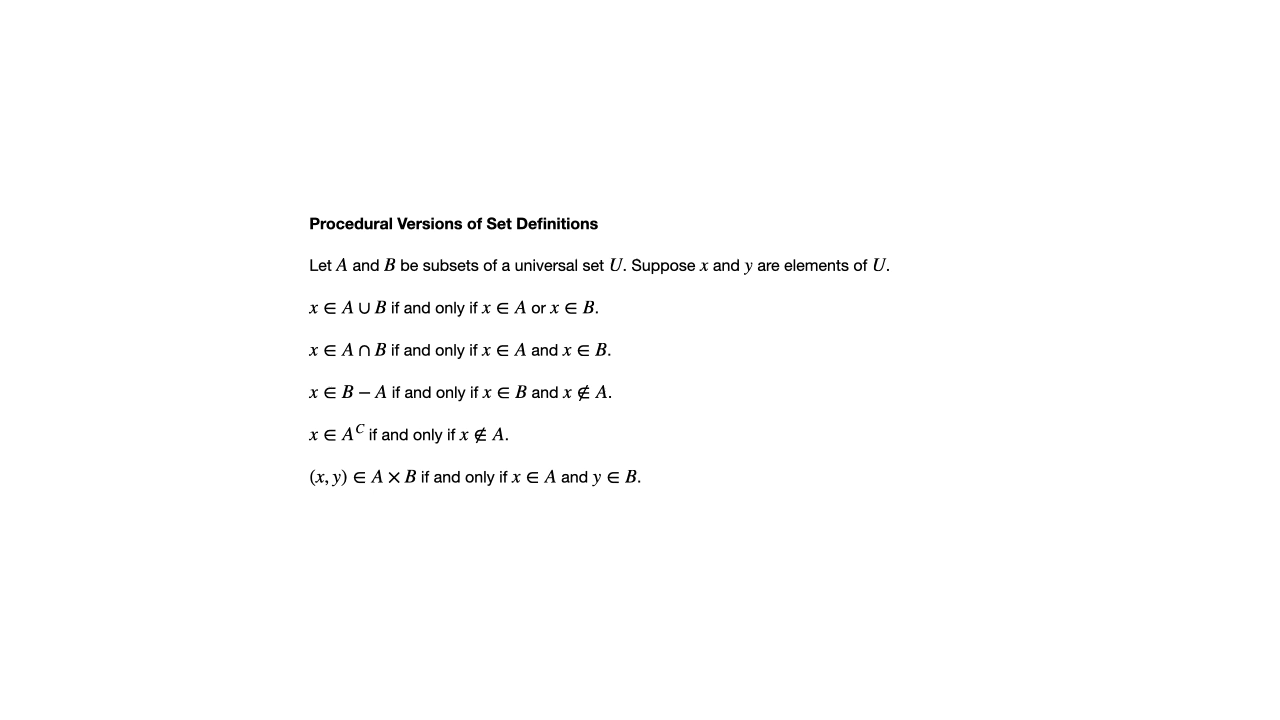 Procedural Versions of Set Definitions
Let A and B be subsets of a universal set U. Suppose x and y are elements of U.
x ∈ A ∪ B if and only if x ∈ A or x ∈ B.
x ∈ A ∩ B if and only if x ∈ A and x ∈ B.
x ∈ B − A if and only if x ∈ B and x ∉ A.
x ∈ Aᶜ if and only if x ∉ A.
(x, y) ∈ A × B if and only if x ∈ A and y ∈ B.